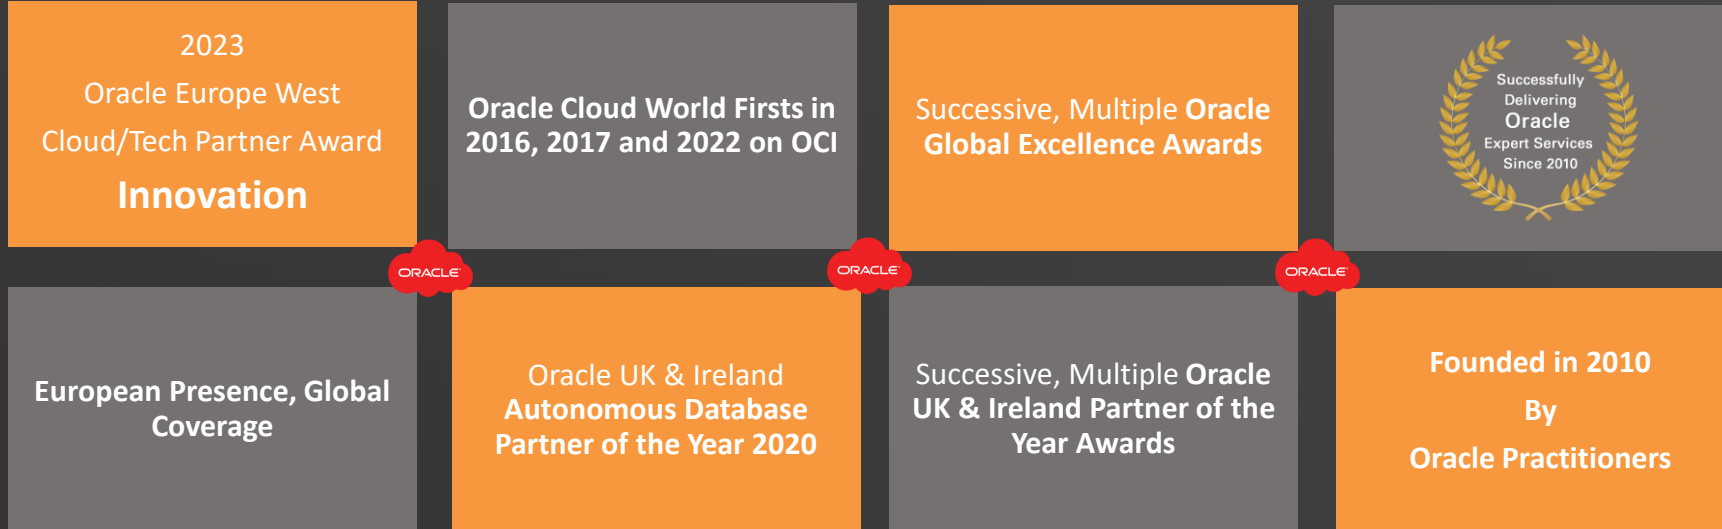 2023
Oracle Europe West
Cloud/Tech Partner Award
Innovation
Oracle Cloud World Firsts in
2016, 2017 and 2022 on OCI
Successive, Multiple Oracle
Global Excellence Awards
Successfully
Delivering
Oracle
Expert Services
Since 2010
ORACLE
ORACLE
ORACLE
European Presence, Global
Coverage
Oracle UK & Ireland
Autonomous Database
Partner of the Year 2020
Successive, Multiple Oracle
UK & Ireland Partner of the
Year Awards
Founded in 2010
By
Oracle Practitioners